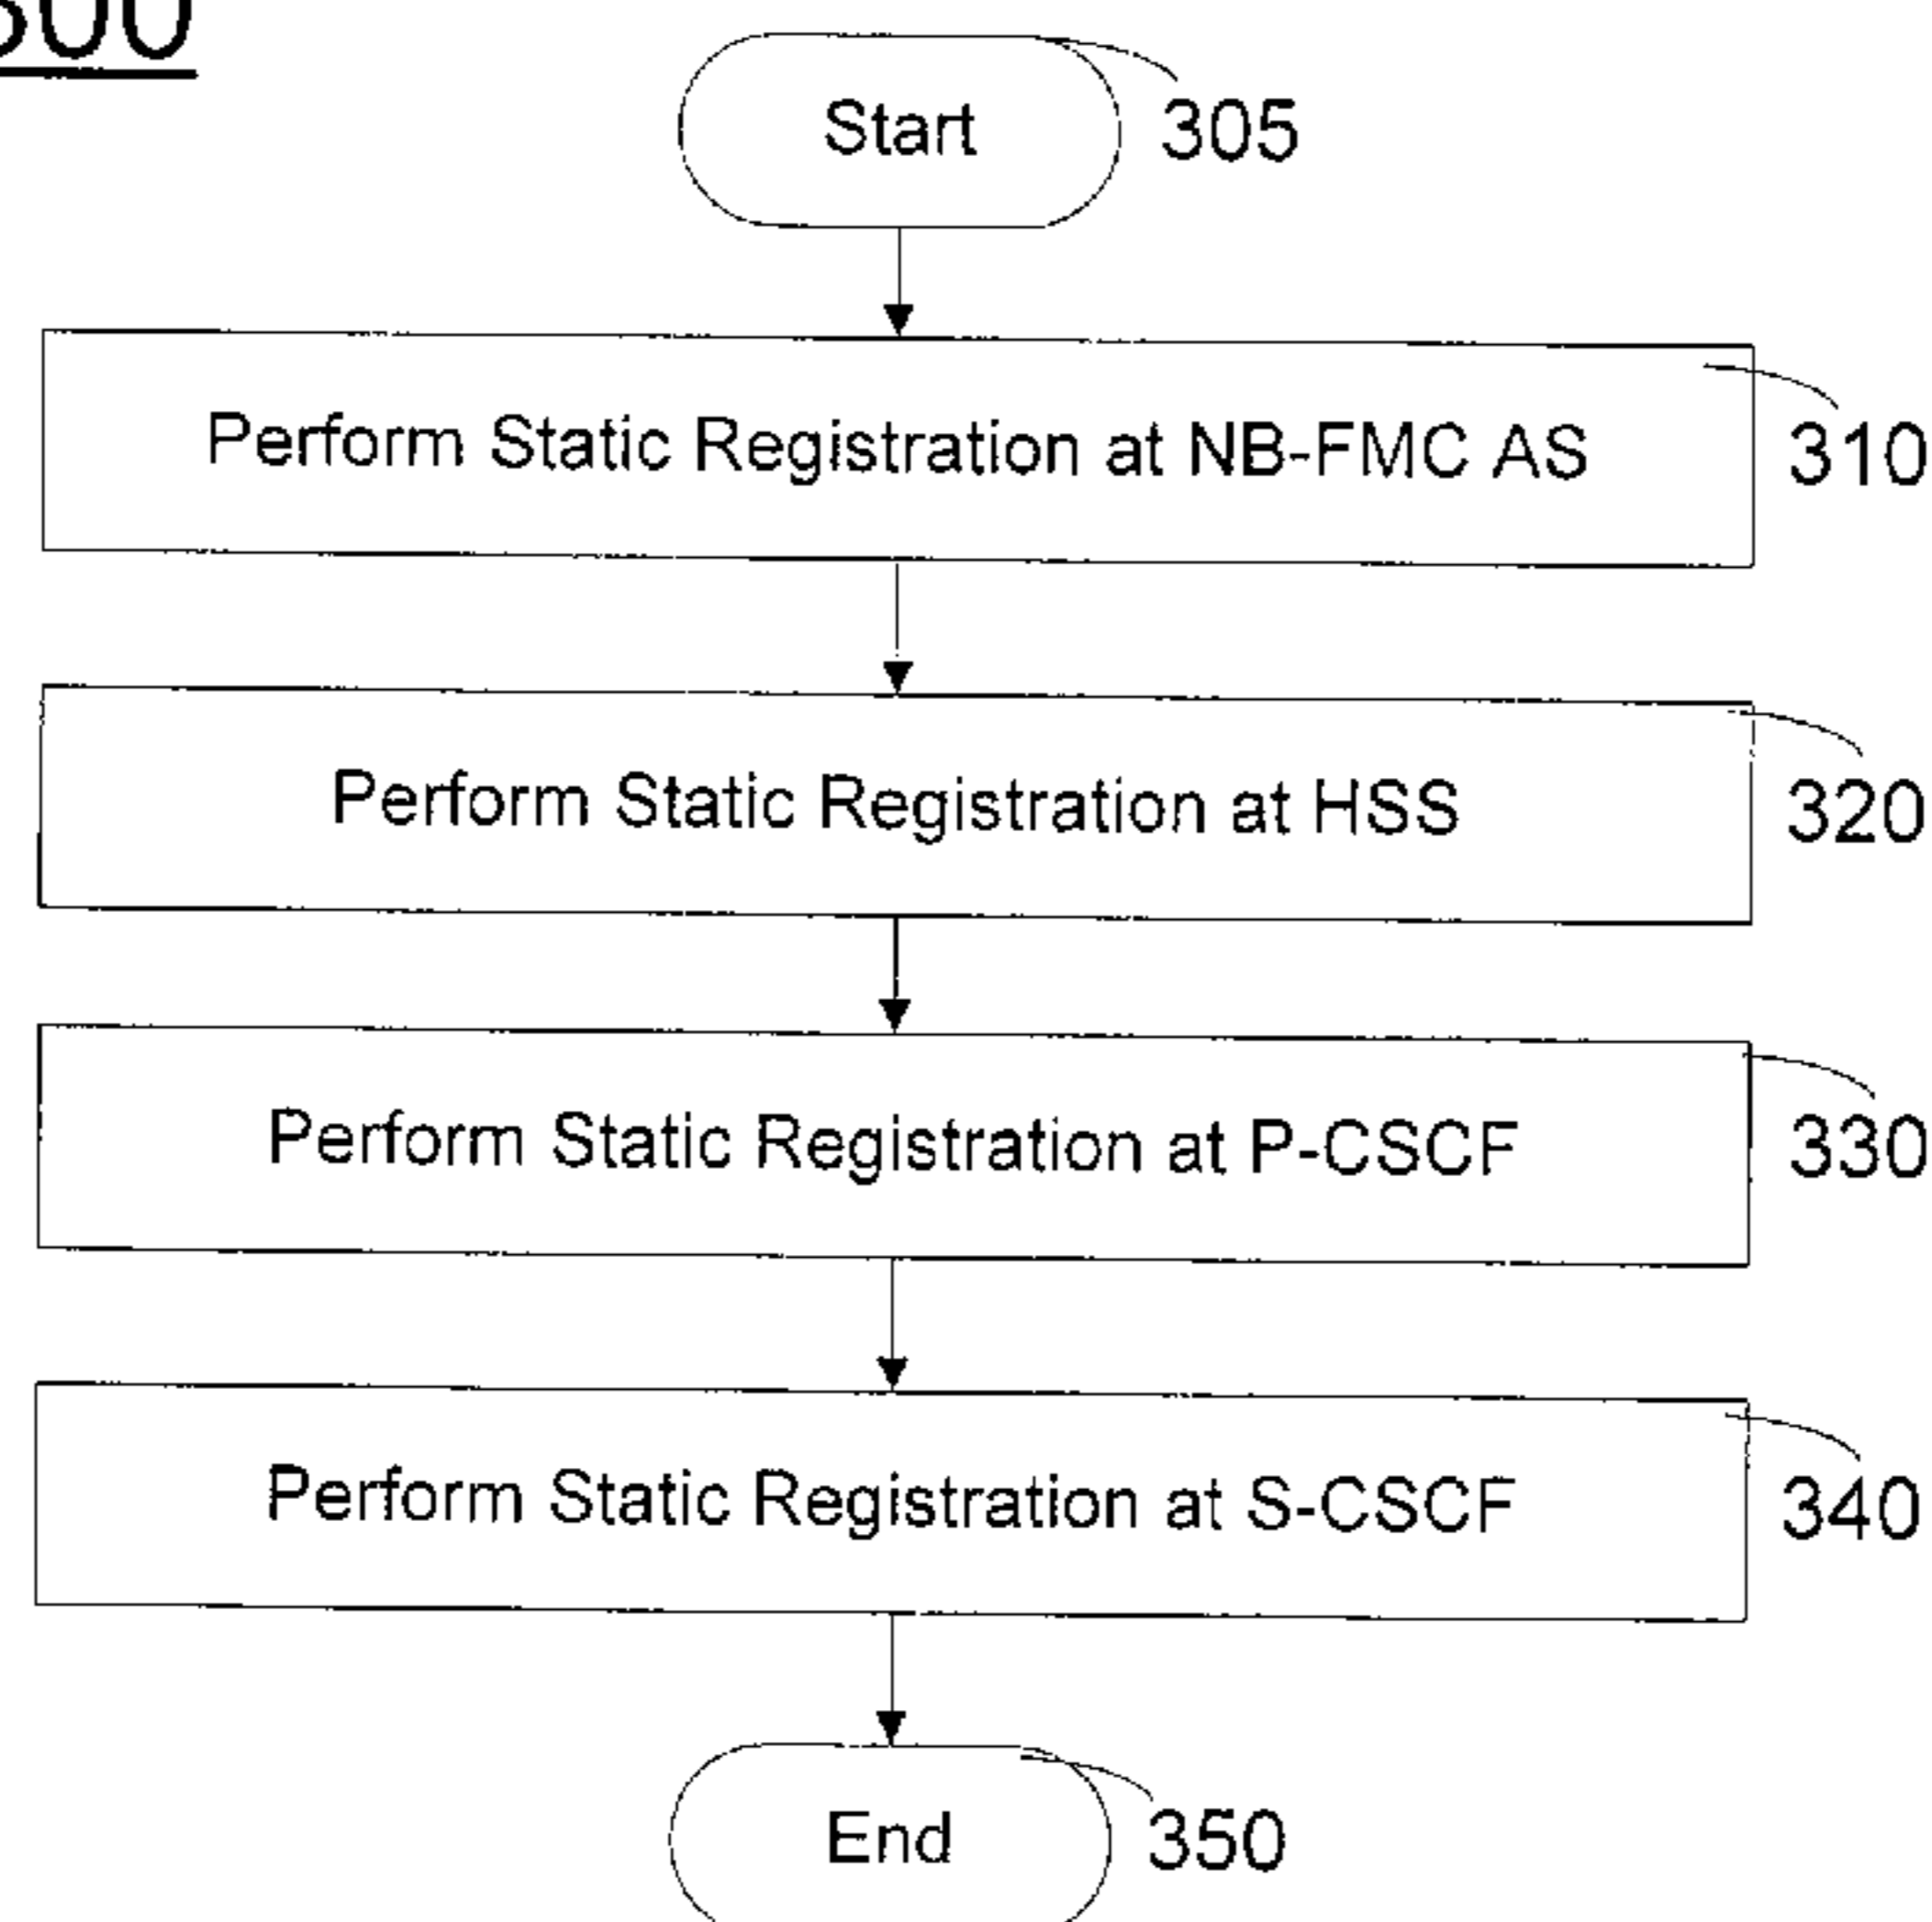 300
Start
305
Perform Static Registration at NB-FMC AS
310
Perform Static Registration at HSS
320
Perform Static Registration at P-CSCF
330
Perform Static Registration at S-CSCF
340
End
350